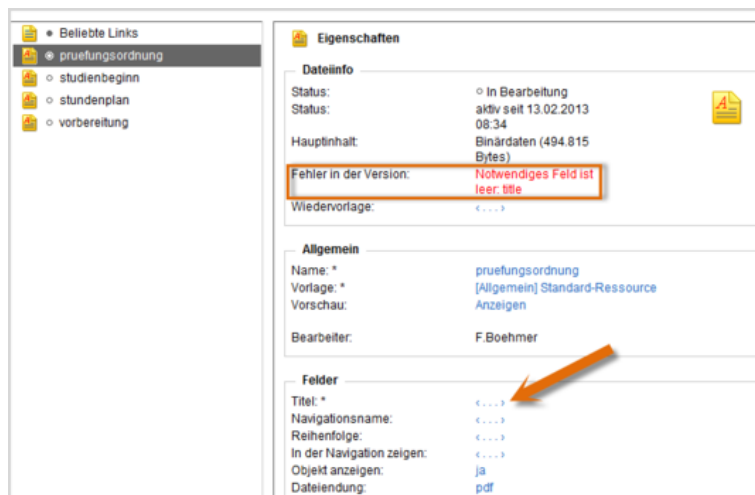 Beliebte Links
pruefungsordnung
studienbeginn
stundenplan
vorbereitung
Eigenschaften
Dateiinfo
Status: In Bearbeitung
Status: aktiv seit 13.02.2013
08:34
Hauptinhalt: Binärdaten (494.815
Bytes)
Fehler in der Version: Notwendiges Feld ist
leer: title
Wiedervorlage: ‹ . . . ›
Allgemein
Name: * pruefungsordnung
Vorlage: * [Allgemein] Standard-Ressource
Vorschau: Anzeigen
Bearbeiter: F.Boehmer
Felder
Titel: * ‹ . . . ›
Navigationsname: ‹ . . . ›
Reihenfolge: ‹ . . . ›
In der Navigation zeigen: ‹ . . . ›
Objekt anzeigen: ja
Dateiendung: pdf